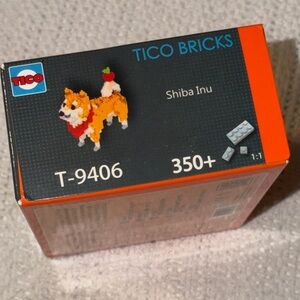 TICO BRICKS
TICO
Shiba Inu
T-9406
350+
1:1